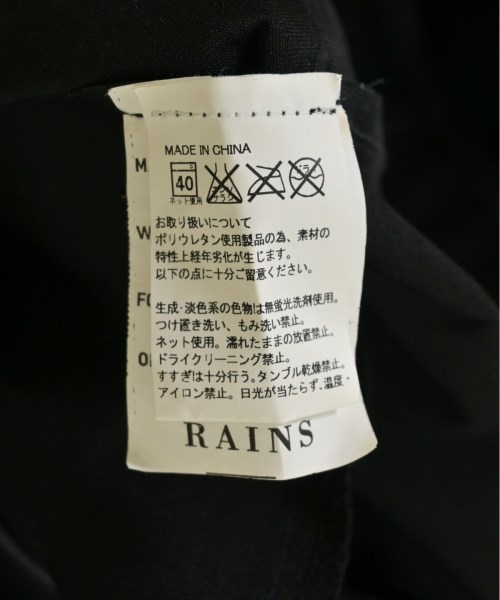 MADE IN CHINA
40
ネット使用
お取り扱いについて
ポリウレタン使用製品の為、素材の
特性上経年劣化が生じます。
以下の点に十分ご留意ください。
生成・淡色系の色物は無蛍光洗剤使用。
つけ置き洗い、もみ洗い禁止。
ネット使用。濡れたままの放置禁止。
ドライクリーニング禁止。
すすぎは十分行う。タンブル乾燥禁止。
アイロン禁止。日光が当たらず、温度・
RAINS